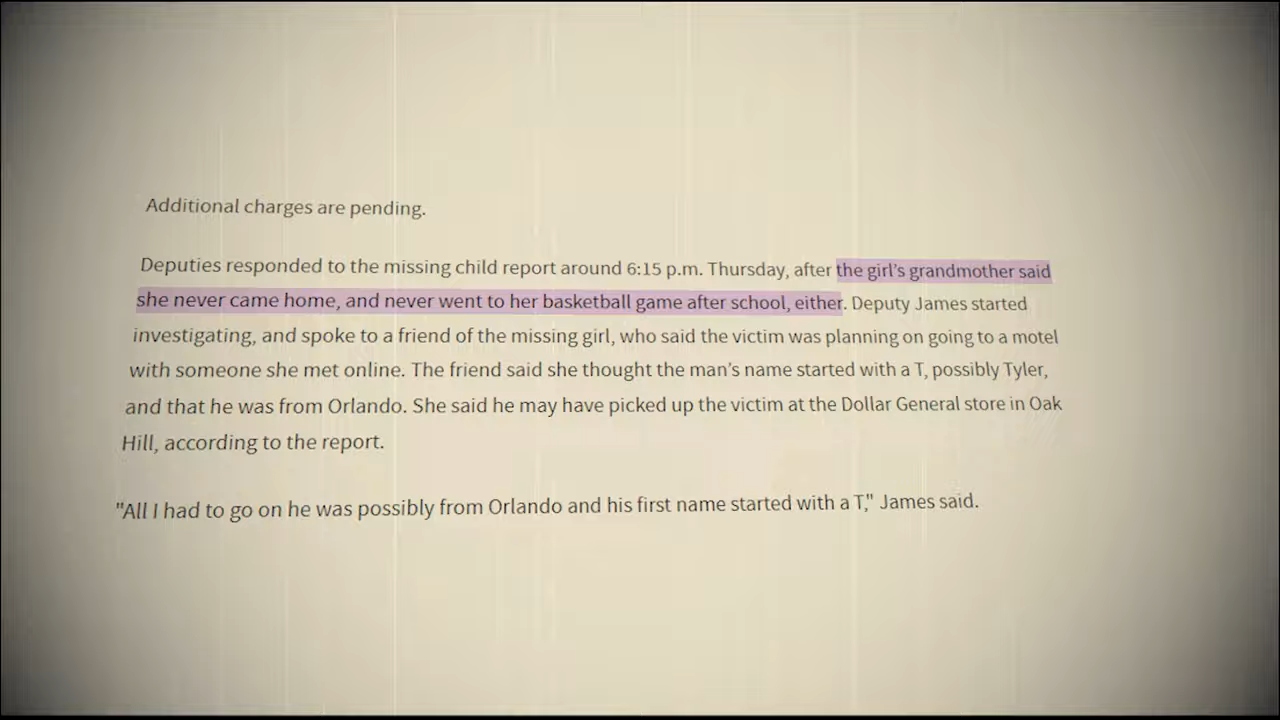 Additional charges are pending.
Deputies responded to the missing child report around 6:15 p.m. Thursday, after the girl's grandmother said
she never came home, and never went to her basketball game after school, either. Deputy James started
investigating, and spoke to a friend of the missing girl, who said the victim was planning on going to a motel
with someone she met online. The friend said she thought the man's name started with a T, possibly Tyler,
and that he was from Orlando. She said he may have picked up the victim at the Dollar General store in Oak
Hill, according to the report.
"All I had to go on he was possibly from Orlando and his first name started with a T," James said.